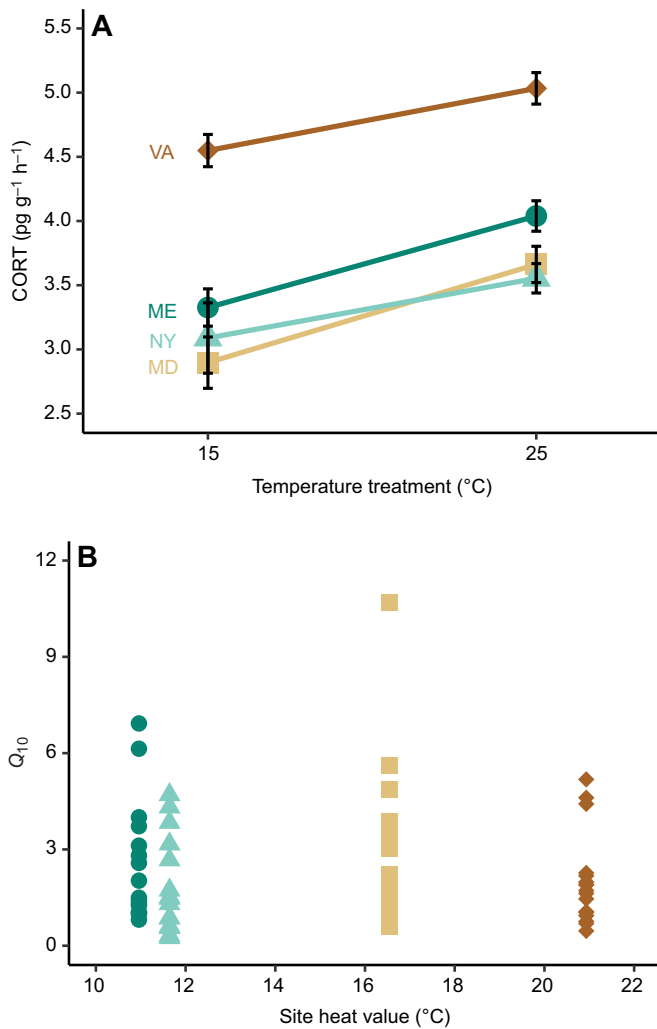 A
5.5
5.0
4.5
4.0
3.5
3.0
2.5
CORT (pg g⁻¹ h⁻¹)
VA
ME
NY
MD
15
25
Temperature treatment (°C)
B
12
9
6
3
0
Q₁₀
10
12
14
16
18
20
22
Site heat value (°C)